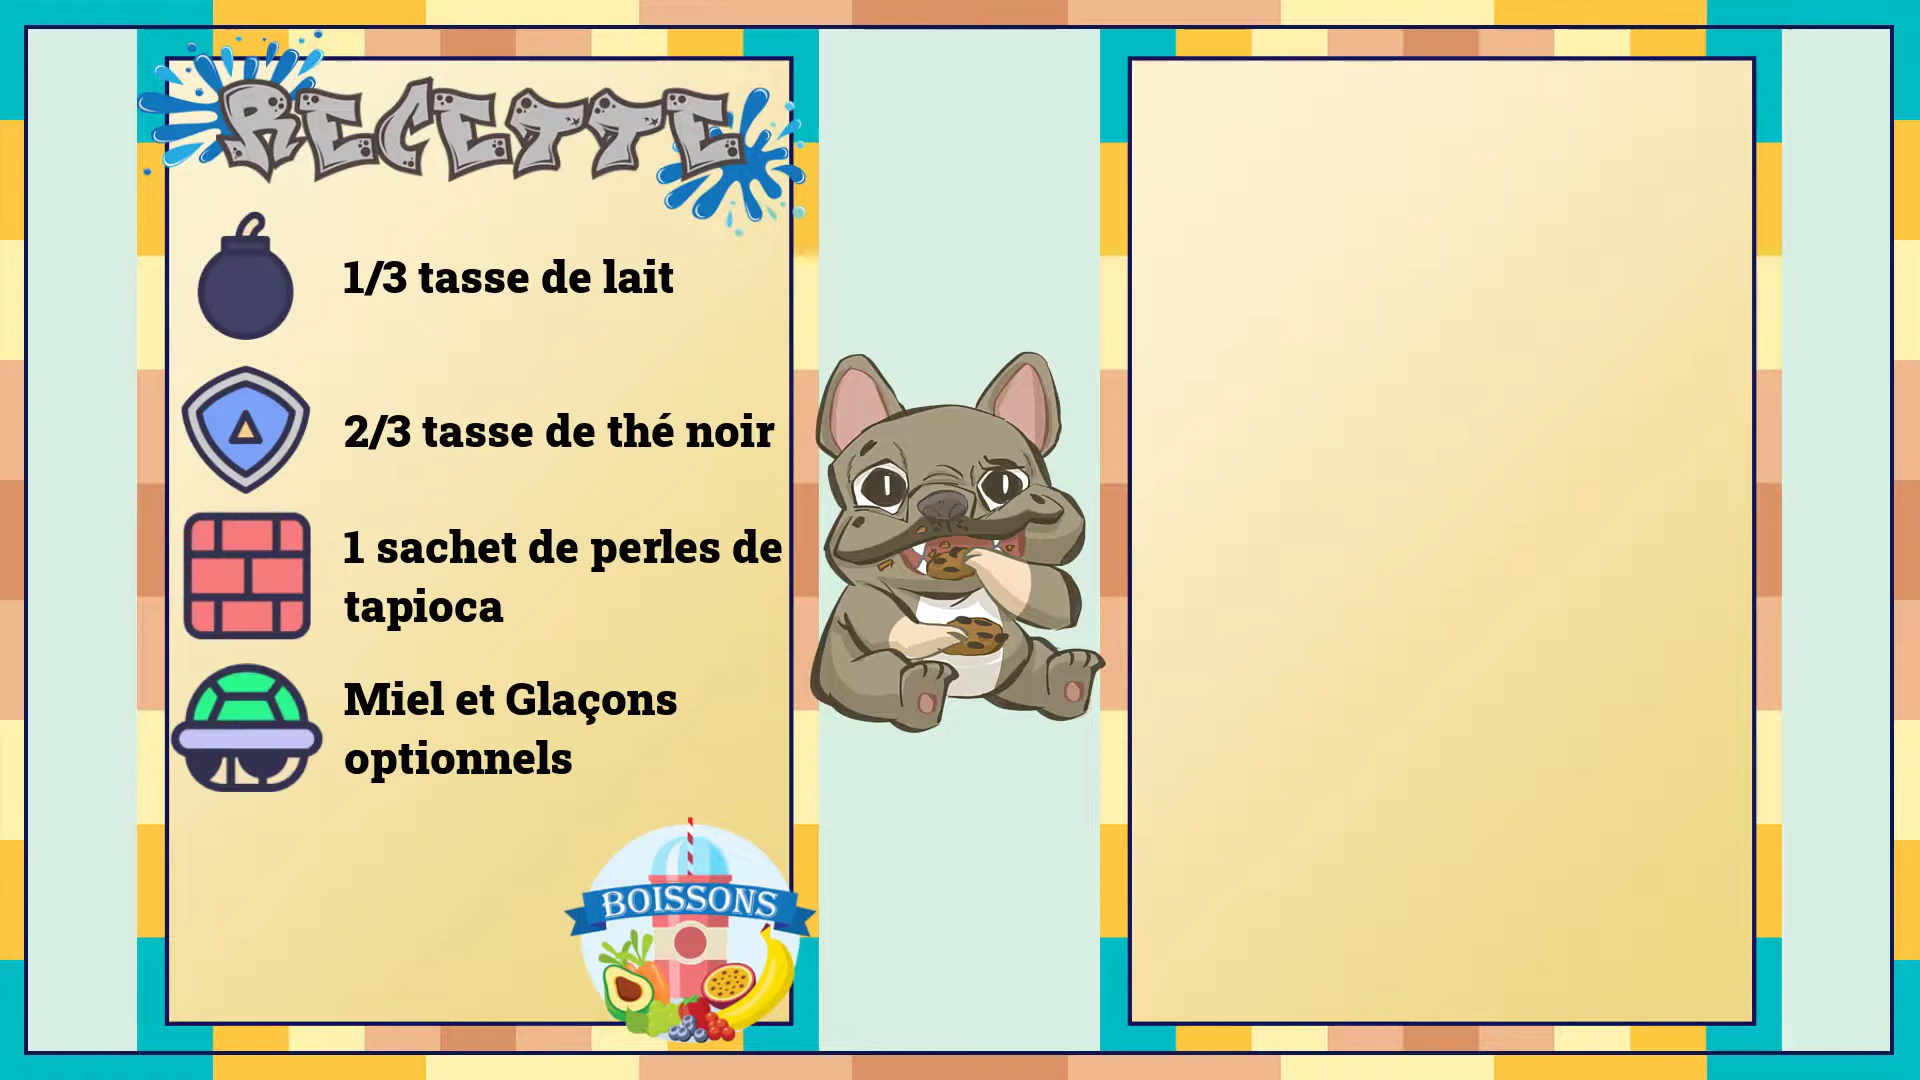 RECETTE
1/3 tasse de lait
2/3 tasse de thé noir
1 sachet de perles de
tapioca
Miel et Glaçons
optionnels
BOISSONS